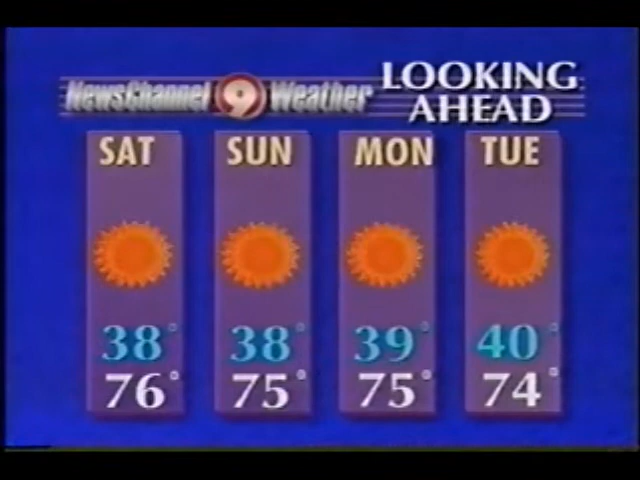 NewsChannel 9 Weather
LOOKING
AHEAD
SAT SUN MON TUE
38° 38° 39° 40°
76° 75° 75° 74°